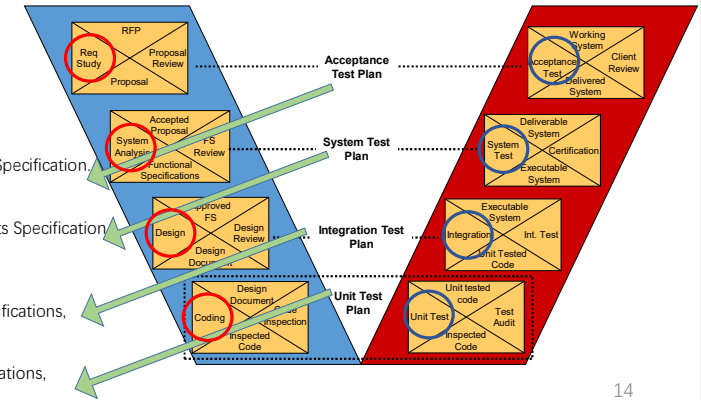 RFP
Req
Study
Proposal
Review
Proposal
Acceptance
Test Plan
Working
System
Acceptance
Test
Client
Review
Delivered
System
Accepted
Proposal
System
Analysis
FS
Review
Functional
Specifications
System Test
Plan
Deliverable
System
System
Test
Certification
Executable
System
Specification,
ts Specification
Approved
FS
Design
Design
Review
Design
Document
Integration Test
Plan
Executable
System
Integration
Int. Test
Unit Tested
Code
ifications,
Design
Document
Coding
Code
Inspection
Inspected
Code
Unit Test
Plan
Unit tested
code
Unit Test
Test
Audit
Inspected
Code
ations,
14